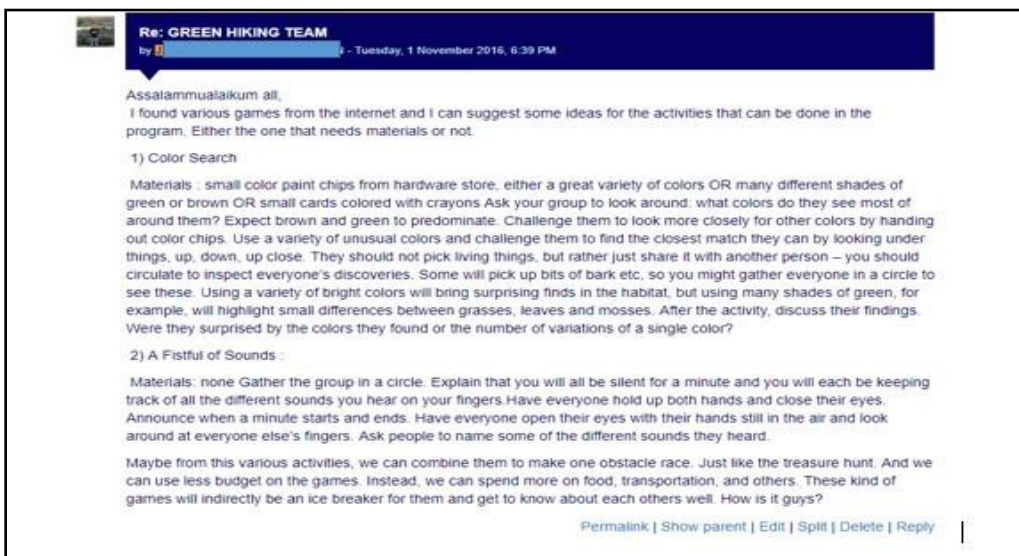 Re: GREEN HIKING TEAM
by - Tuesday, 1 November 2016, 6:39 PM
Assalammualaikum all,
I found various games from the internet and I can suggest some ideas for the activities that can be done in the
program. Either the one that needs materials or not.
1) Color Search
Materials : small color paint chips from hardware store, either a great variety of colors OR many different shades of
green or brown OR small cards colored with crayons Ask your group to look around: what colors do they see most of
around them? Expect brown and green to predominate. Challenge them to look more closely for other colors by handing
out color chips. Use a variety of unusual colors and challenge them to find the closest match they can by looking under
things, up, down, up close. They should not pick living things, but rather just share it with another person – you should
circulate to inspect everyone's discoveries. Some will pick up bits of bark etc, so you might gather everyone in a circle to
see these. Using a variety of bright colors will bring surprising finds in the habitat, but using many shades of green, for
example, will highlight small differences between grasses, leaves and mosses. After the activity, discuss their findings.
Were they surprised by the colors they found or the number of variations of a single color?
2) A Fistful of Sounds :
Materials: none Gather the group in a circle. Explain that you will all be silent for a minute and you will each be keeping
track of all the different sounds you hear on your fingers.Have everyone hold up both hands and close their eyes.
Announce when a minute starts and ends. Have everyone open their eyes with their hands still in the air and look
around at everyone else's fingers. Ask people to name some of the different sounds they heard.
Maybe from this various activities, we can combine them to make one obstacle race. Just like the treasure hunt. And we
can use less budget on the games. Instead, we can spend more on food, transportation, and others. These kind of
games will indirectly be an ice breaker for them and get to know about each others well. How is it guys?
Permalink | Show parent | Edit | Split | Delete | Reply